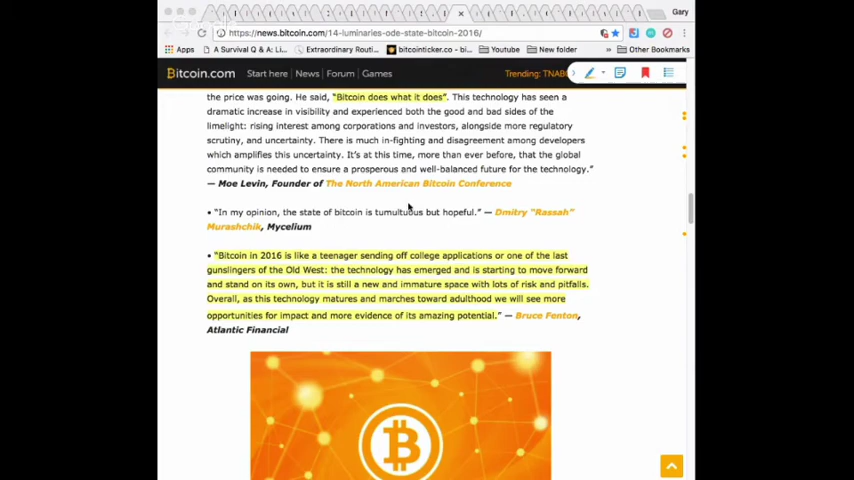 Gary
https://news.bitcoin.com/14-luminaries-ode-state-bitcoin-2016/
Apps A Survival Q & A: Di... Extraordinary Routi... bitcointicker.co - bi... Youtube New folder » Other Bookmarks
Bitcoin.com Start here News Forum Games Trending: TNAB
the price was going. He said, “Bitcoin does what it does”. This technology has seen a
dramatic increase in visibility and experienced both the good and bad sides of the
limelight: rising interest among corporations and investors, alongside more regulatory
scrutiny, and uncertainty. There is much in-fighting and disagreement among developers
which amplifies this uncertainty. It’s at this time, more than ever before, that the global
community is needed to ensure a prosperous and well-balanced future for the technology.”
— Moe Levin, Founder of The North American Bitcoin Conference
• “In my opinion, the state of bitcoin is tumultuous but hopeful.” — Dmitry “Rassah”
Murashchik, Mycelium
• “Bitcoin in 2016 is like a teenager sending off college applications or one of the last
gunslingers of the Old West: the technology has emerged and is starting to move forward
and stand on its own, but it is still a new and immature space with lots of risk and pitfalls.
Overall, as this technology matures and marches toward adulthood we will see more
opportunities for impact and more evidence of its amazing potential.” — Bruce Fenton,
Atlantic Financial